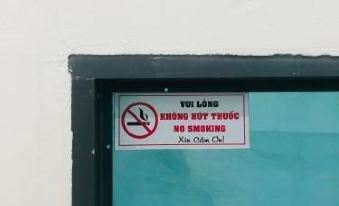 VUI LÒNG
KHÔNG HÚT THUỐC
NO SMOKING
Xin Cảm Ơn!